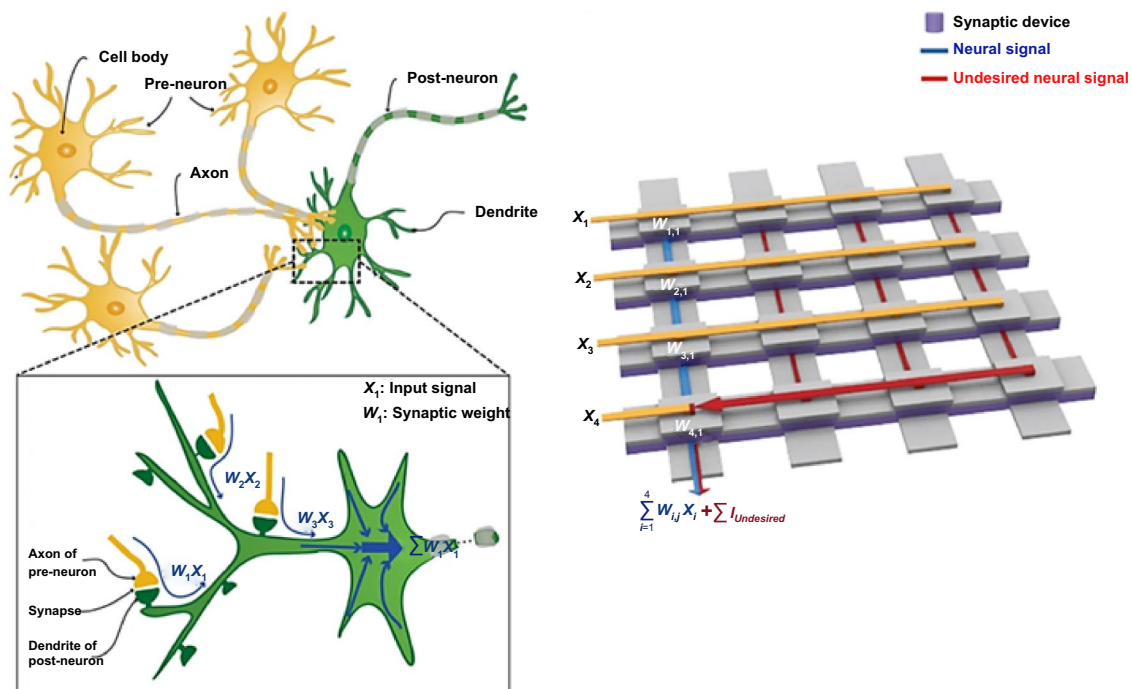 Cell body
Pre-neuron
Post-neuron
Axon
Dendrite
X₁: Input signal
W₁: Synaptic weight
W₂X₂
W₃X₃
W₁X₁
∑W₁X₁
Axon of
pre-neuron
Synapse
Dendrite of
post-neuron
Synaptic device
Neural signal
Undesired neural signal
X₁
W₁,₁
X₂
W₂,₁
X₃
W₃,₁
X₄
W₄,₁
4
∑ Wᵢ,ⱼ Xᵢ + ∑ I_Undesired
i=1